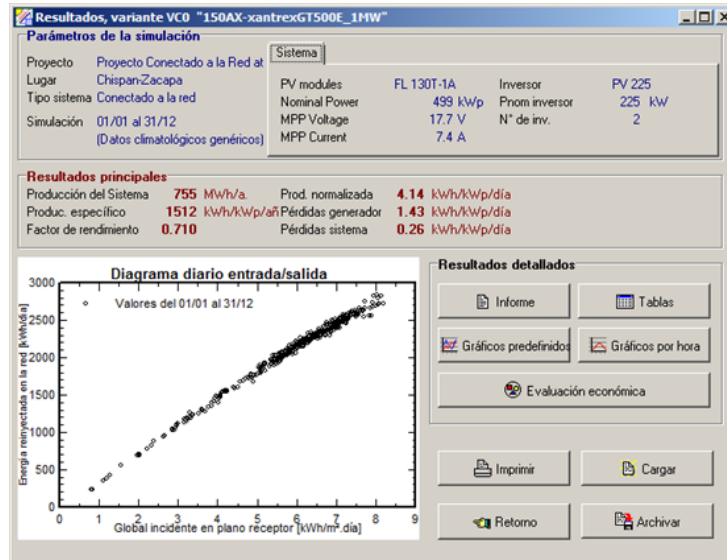 Resultados, variante VC0 "150AX-xantrexGT500E_1MW"
Parámetros de la simulación
Proyecto Proyecto Conectado a la Red at
Lugar Chispan-Zacapa
Tipo sistema Conectado a la red
Simulación 01/01 al 31/12
(Datos climatológicos genéricos)
Sistema
PV modules FL 130T-1A Inversor PV 225
Nominal Power 499 kWp Pnom inversor 225 kW
MPP Voltage 17.7 V N° de inv. 2
MPP Current 7.4 A
Resultados principales
Producción del Sistema 755 MWh/a. Prod. normalizada 4.14 kWh/kWp/día
Produc. específico 1512 kWh/kWp/añ Pérdidas generador 1.43 kWh/kWp/día
Factor de rendimiento 0.710 Pérdidas sistema 0.26 kWh/kWp/día
Diagrama diario entrada/salida
Valores del 01/01 al 31/12
Energía reinyectada en la red [kWh/día]
3000
2500
2000
1500
1000
500
0
0 1 2 3 4 5 6 7 8 9
Global incidente en plano receptor [kWh/m².día]
Resultados detallados
Informe Tablas
Gráficos predefinidos Gráficos por hora
Evaluación económica
Imprimir Cargar
Retorno Archivar